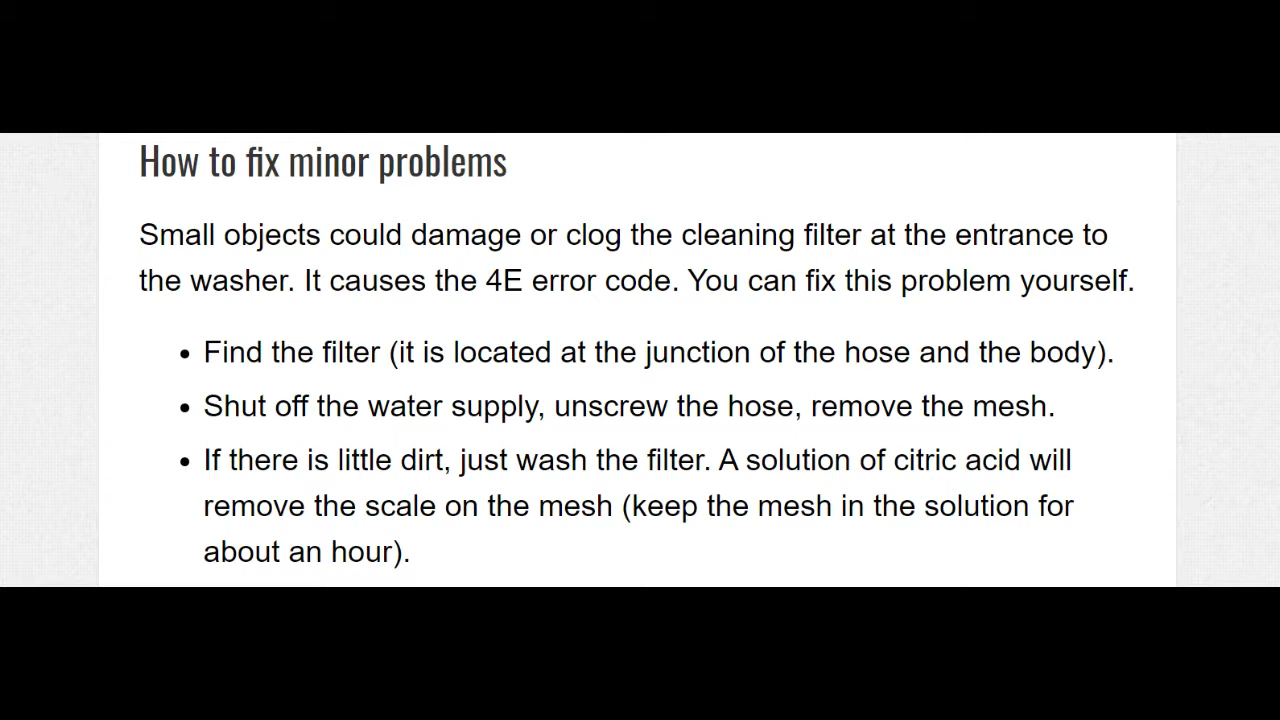 How to fix minor problems
Small objects could damage or clog the cleaning filter at the entrance to
the washer. It causes the 4E error code. You can fix this problem yourself.
• Find the filter (it is located at the junction of the hose and the body).
• Shut off the water supply, unscrew the hose, remove the mesh.
• If there is little dirt, just wash the filter. A solution of citric acid will
remove the scale on the mesh (keep the mesh in the solution for
about an hour).